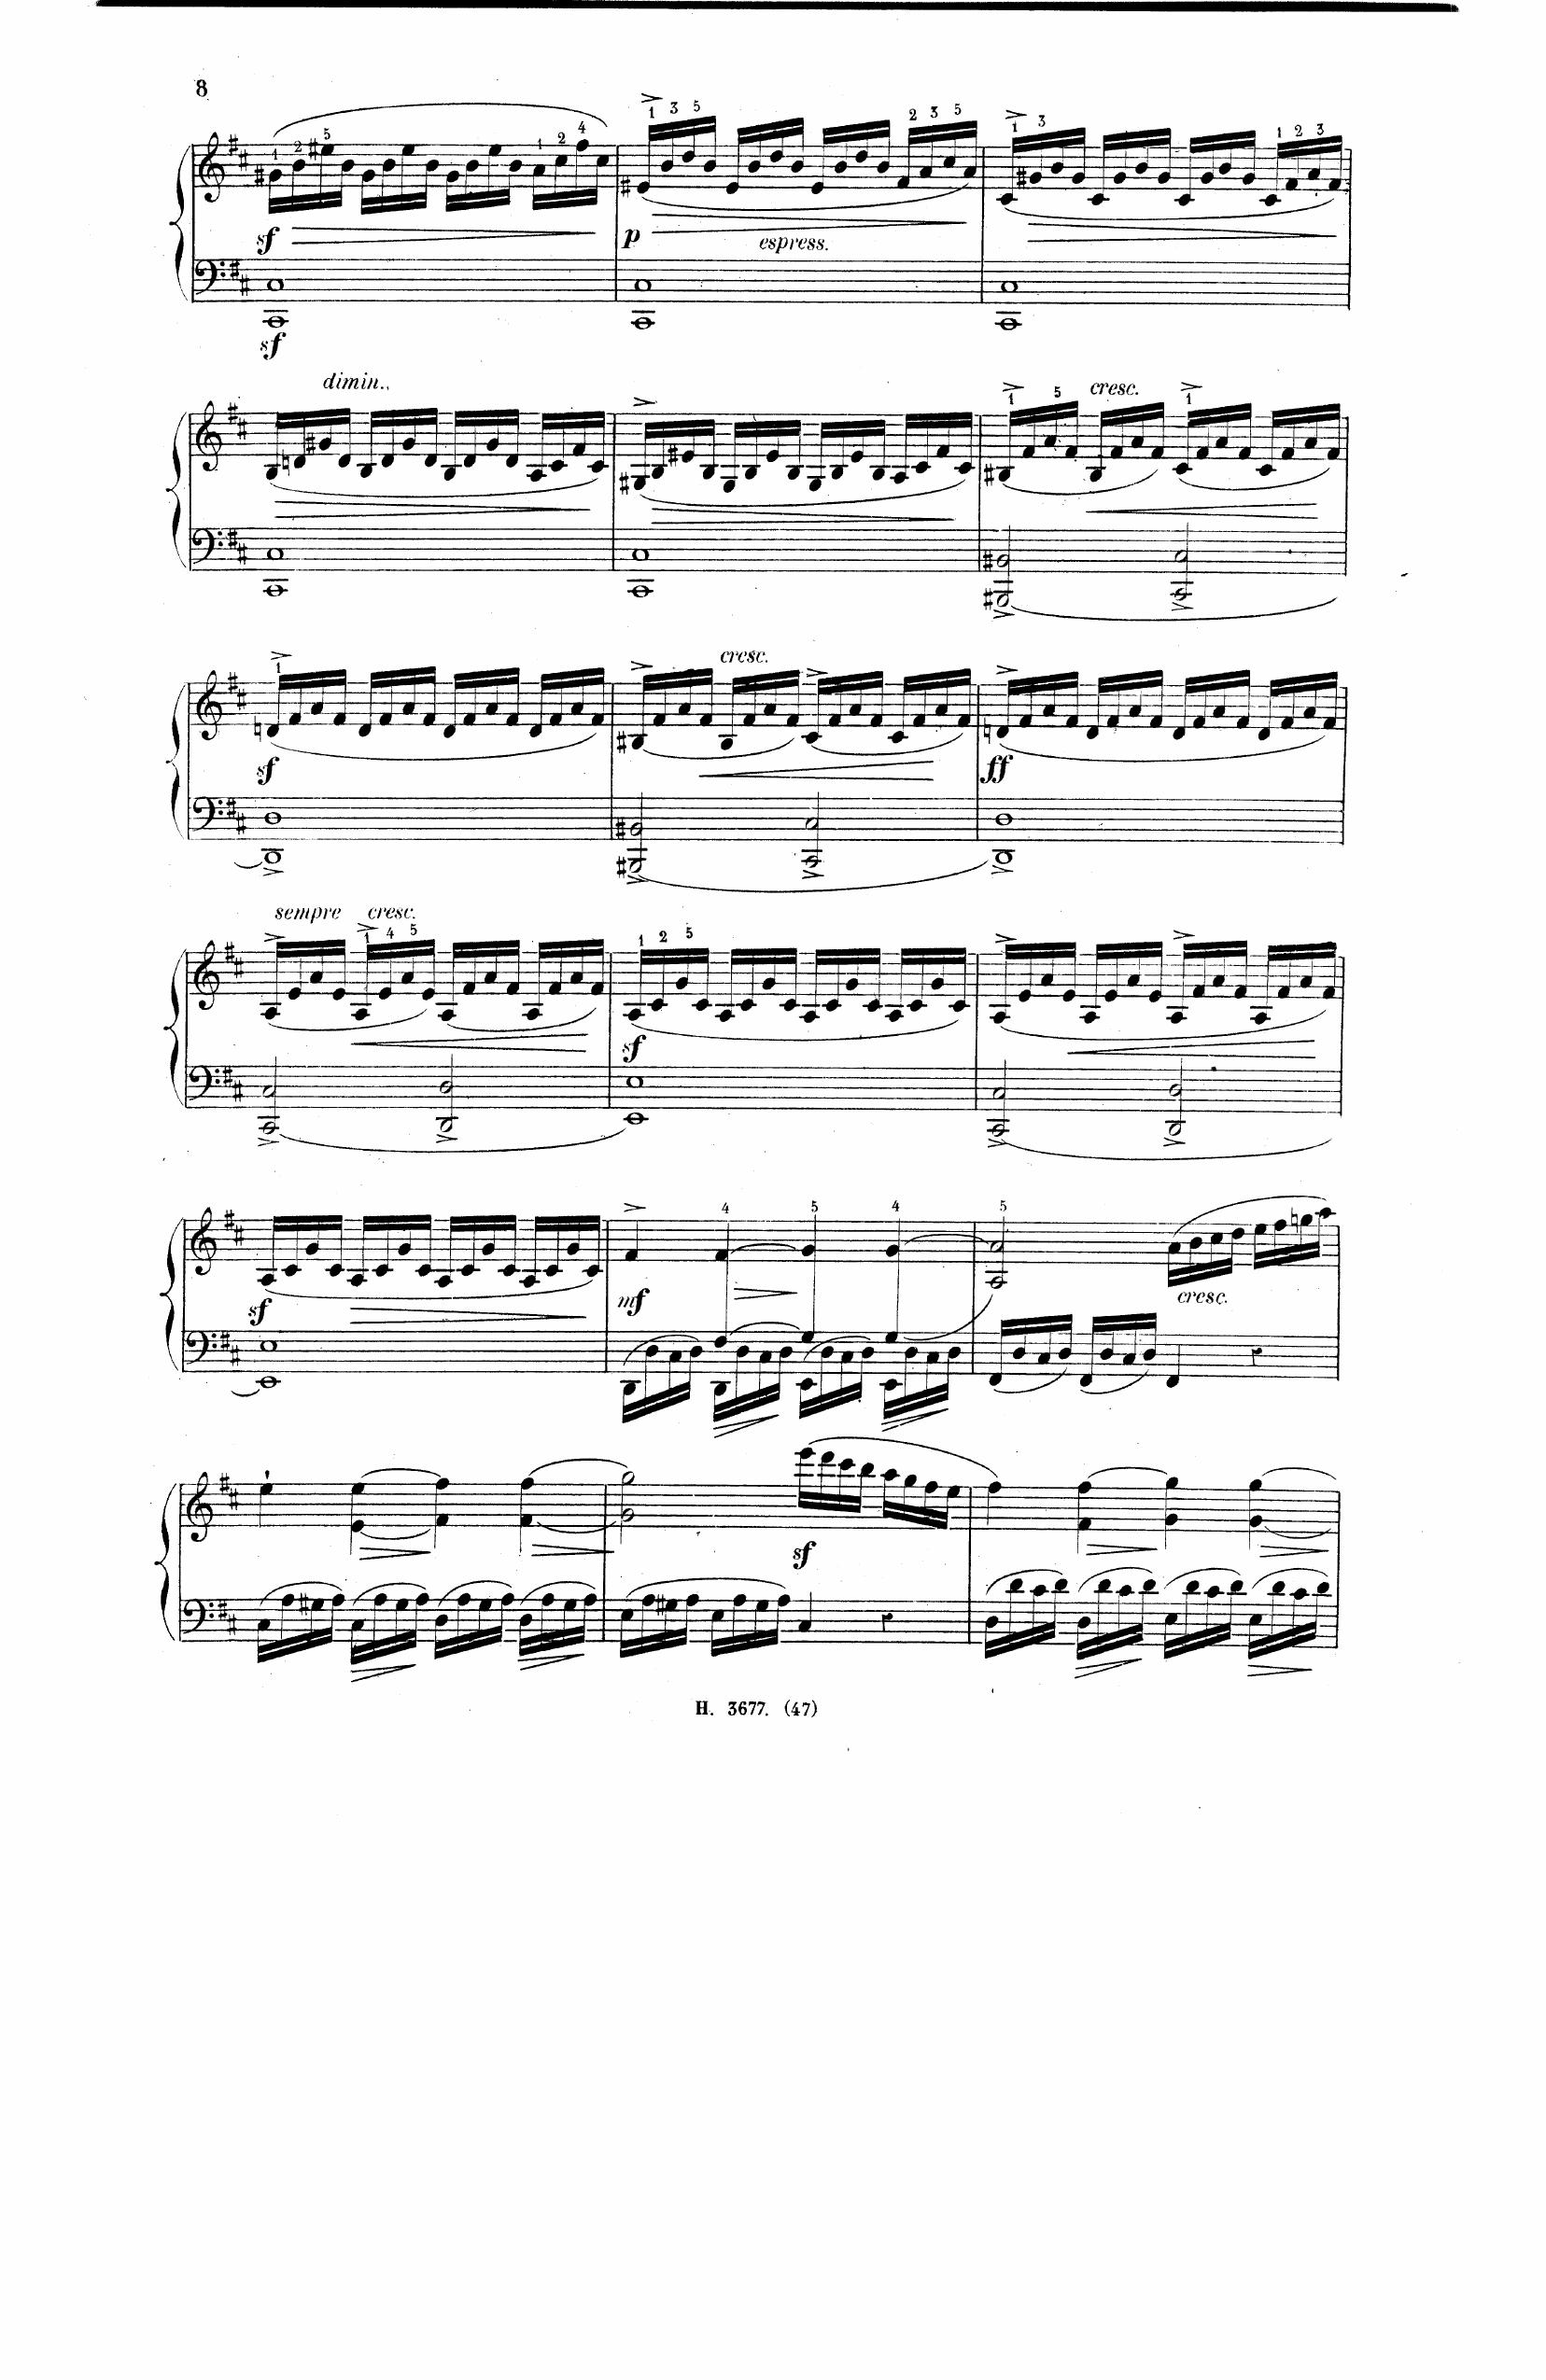 8
1 2 5 1 2 4 1 3 5 2 3 5 1 3 1 2 3
sf p espress.
sf
dimin.. cresc.
1 5 1
cresc.
1
sf ff
sempre cresc.
1 4 5 1 2 5
sf
4 5 4 5
sf mf cresc.
sf
H. 3677. (47)